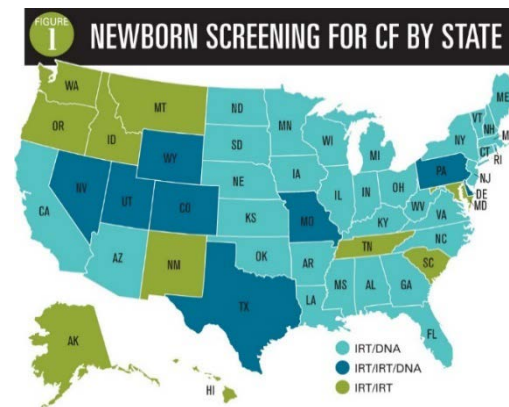 FIGURE
1
NEWBORN SCREENING FOR CF BY STATE
WA
MT
ND
MN
ME
VT
NH
OR
ID
SD
WI
NY
M
WY
MI
CT
RI
IA
PA
NJ
NE
NV
IL
IN
OH
DE
UT
CO
MD
CA
KS
MO
WV
VA
KY
NC
TN
OK
AZ
NM
AR
SC
MS
AL
GA
TX
LA
AK
FL
HI
IRT/DNA
IRT/IRT/DNA
IRT/IRT